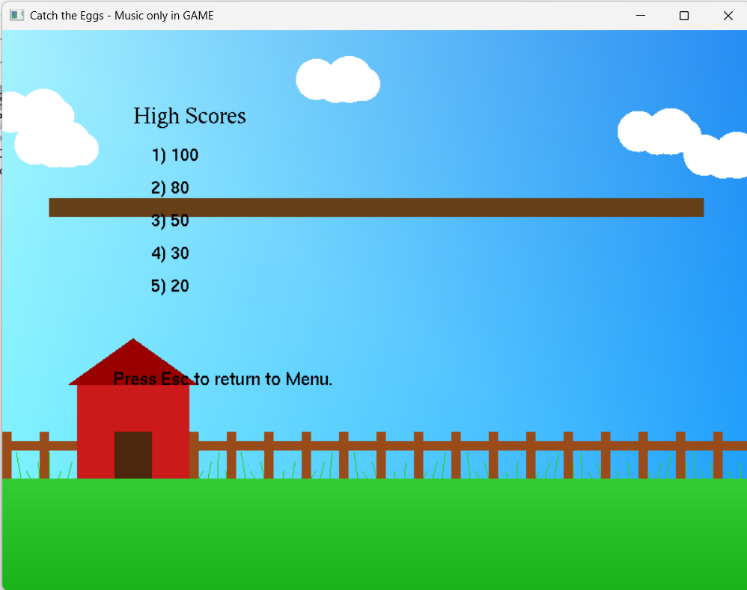 Catch the Eggs - Music only in GAME
High Scores
1) 100
2) 80
3) 50
4) 30
5) 20
Press Esc to return to Menu.